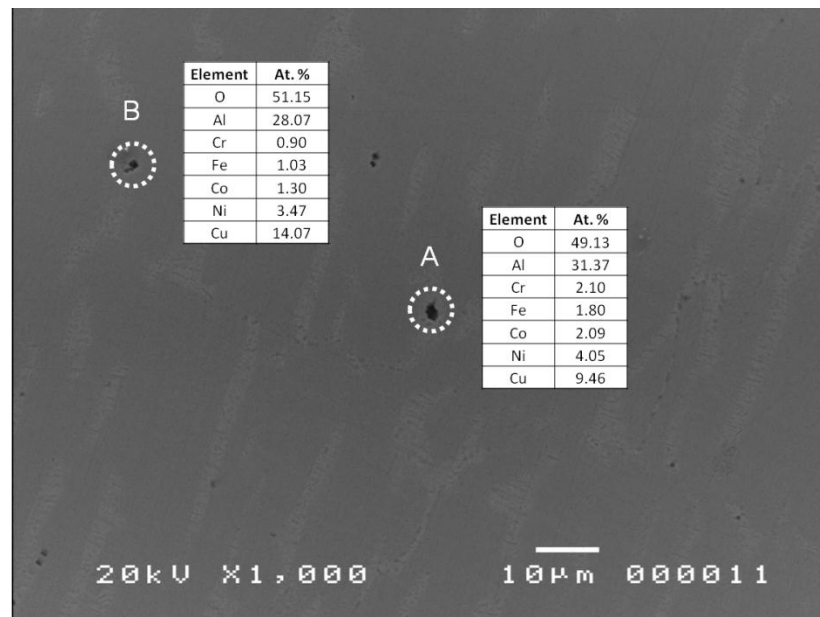 B
Element At. %
O 51.15
Al 28.07
Cr 0.90
Fe 1.03
Co 1.30
Ni 3.47
Cu 14.07
A
Element At. %
O 49.13
Al 31.37
Cr 2.10
Fe 1.80
Co 2.09
Ni 4.05
Cu 9.46
20kV X1,000 10µm 000011